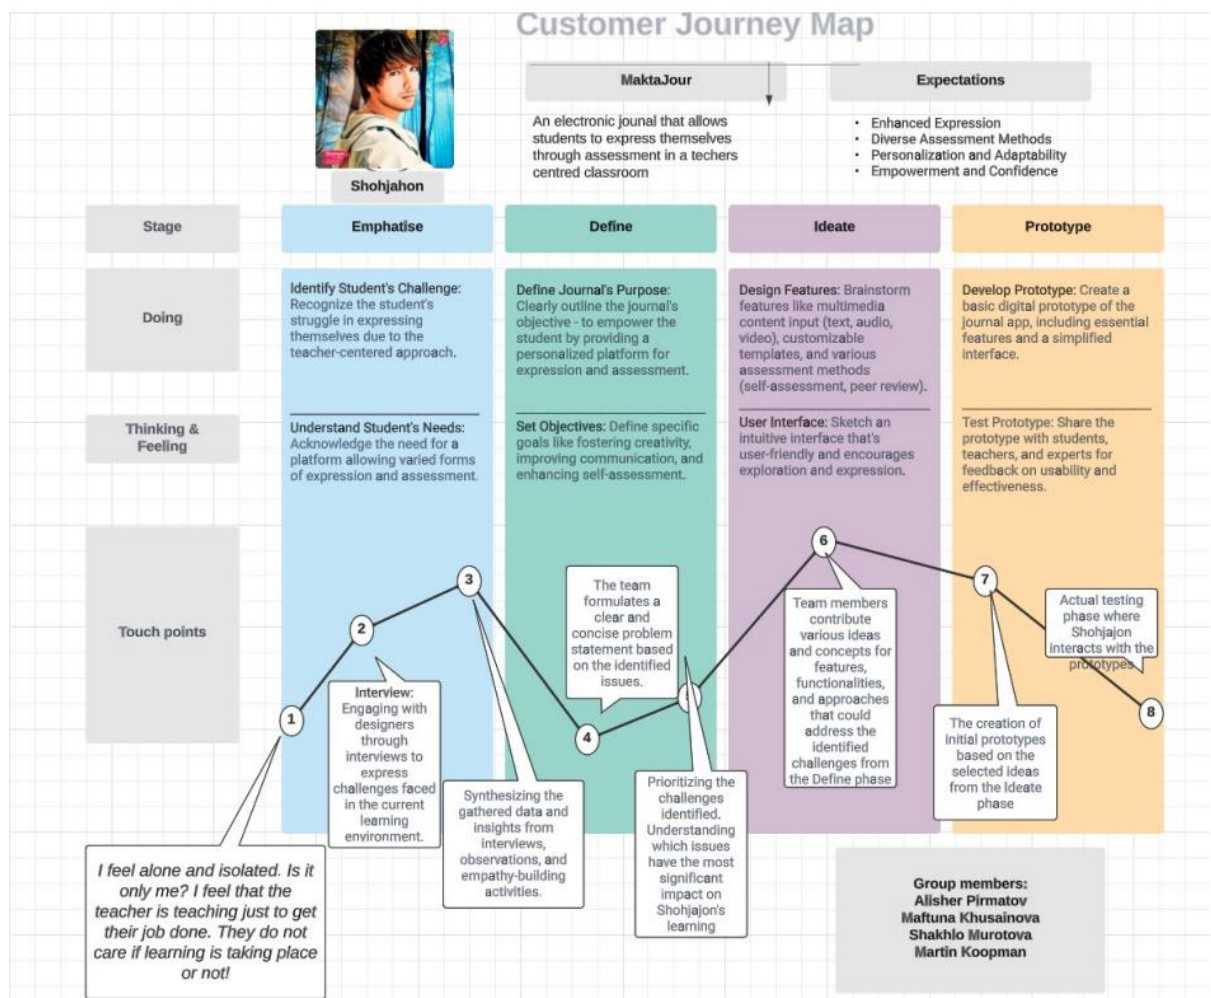 Customer Journey Map
Shohjahon
MaktaJour
An electronic jounal that allows
students to express themselves
through assessment in a techers
centred classroom
Expectations
• Enhanced Expression
• Diverse Assessment Methods
• Personalization and Adaptability
• Empowerment and Confidence
Stage
Emphatise
Define
Ideate
Prototype
Doing
Identify Student's Challenge:
Recognize the student's
struggle in expressing
themselves due to the
teacher-centered approach.
Define Journal's Purpose:
Clearly outline the journal's
objective - to empower the
student by providing a
personalized platform for
expression and assessment.
Design Features: Brainstorm
features like multimedia
content input (text, audio,
video), customizable
templates, and various
assessment methods
(self-assessment, peer review).
Develop Prototype: Create a
basic digital prototype of the
journal app, including essential
features and a simplified
interface.
Thinking &
Feeling
Understand Student's Needs:
Acknowledge the need for a
platform allowing varied forms
of expression and assessment.
Set Objectives: Define specific
goals like fostering creativity,
improving communication, and
enhancing self-assessment.
User Interface: Sketch an
intuitive interface that's
user-friendly and encourages
exploration and expression.
Test Prototype: Share the
prototype with students,
teachers, and experts for
feedback on usability and
effectiveness.
Touch points
1
I feel alone and isolated. Is it
only me? I feel that the
teacher is teaching just to get
their job done. They do not
care if learning is taking place
or not!
2
Interview:
Engaging with
designers
through
interviews to
express
challenges faced
in the current
learning
environment.
3
Synthesizing the
gathered data and
insights from
interviews,
observations, and
empathy-building
activities.
4
The team
formulates a
clear and
concise problem
statement based
on the identified
issues.
Prioritizing the
challenges
identified.
Understanding
which issues
have the most
significant
impact on
Shohjajon's
learning
6
Team members
contribute
various ideas
and concepts for
features,
functionalities,
and approaches
that could
address the
identified
challenges from
the Define phase
7
The creation of
initial prototypes
based on the
selected ideas
from the Ideate
phase
8
Actual testing
phase where
Shohjajon
interacts with the
prototypes
Group members:
Alisher Pirmatov
Maftuna Khusainova
Shakhlo Murotova
Martin Koopman